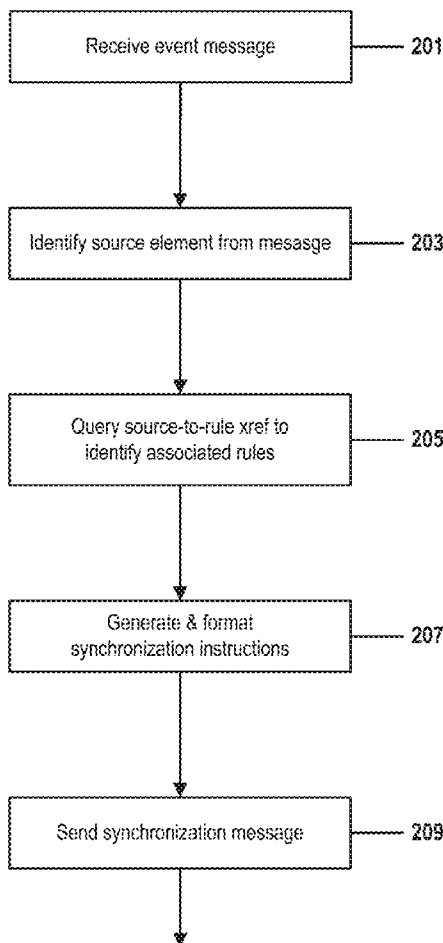 Receive event message
201
Identify source element from mesasge
203
Query source-to-rule xref to
identify associated rules
205
Generate & format
synchronization instructions
207
Send synchronization message
209